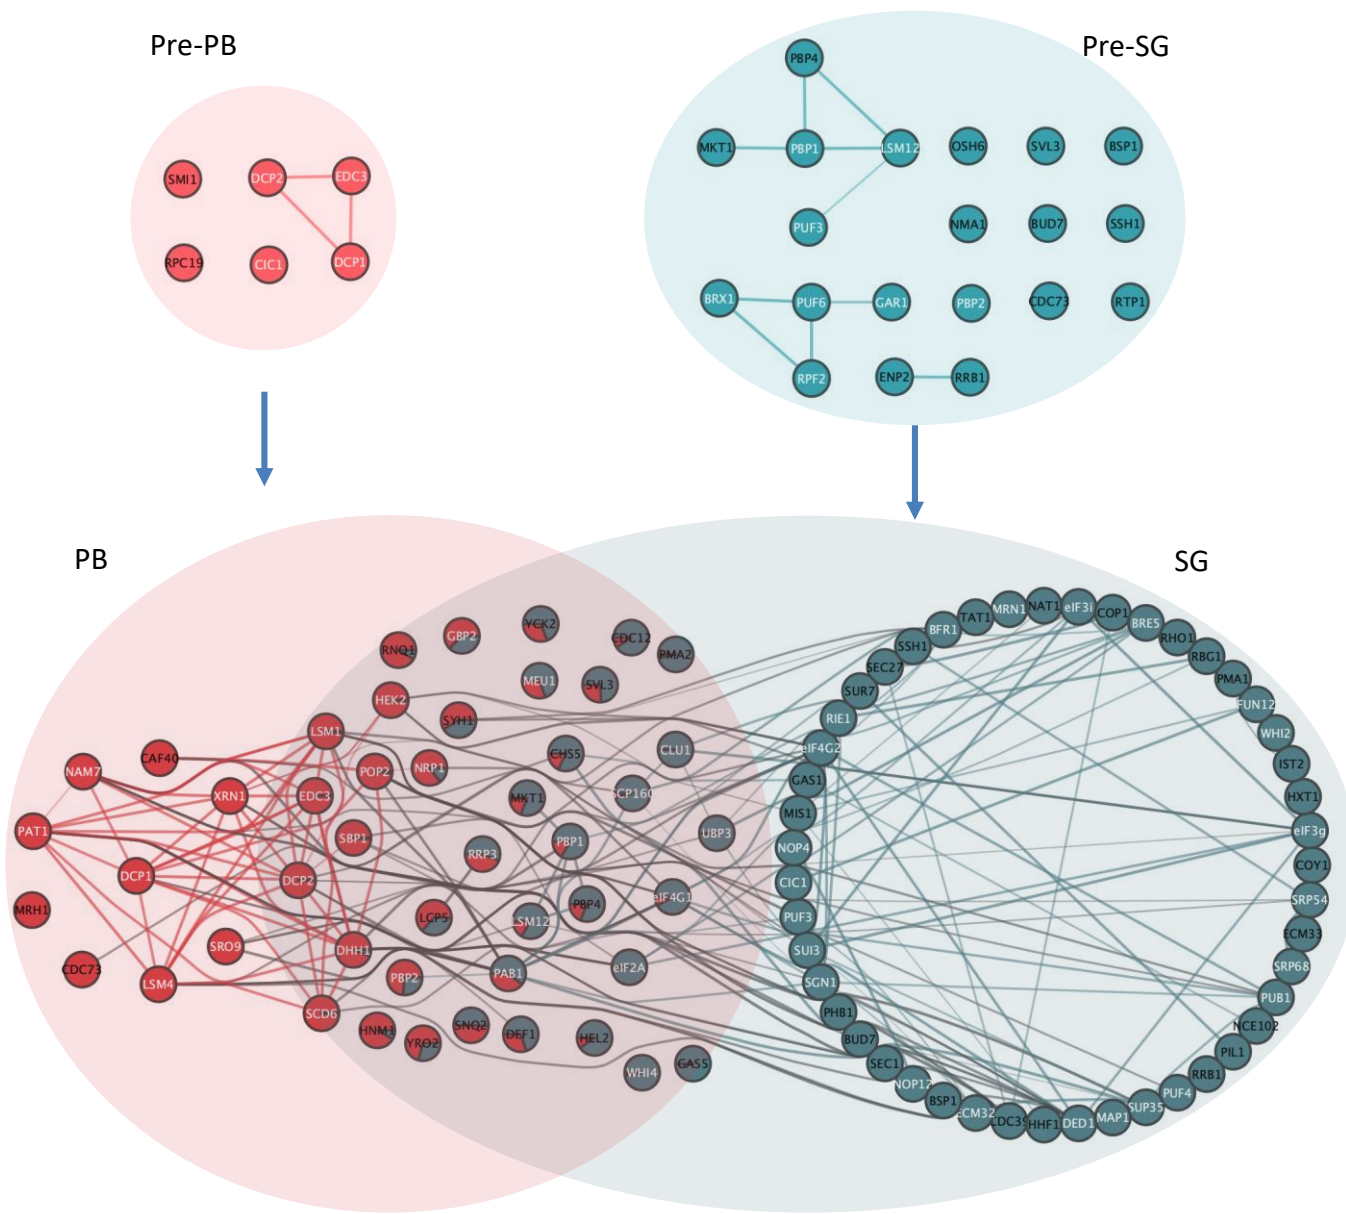 Pre-PB
Pre-SG
PBP4
MKT1
PBP1
LSM12
OSH6
SVL3
BSP1
SMI1
DCP2
EDC3
PUF3
NMA1
BUD7
SSH1
RPC19
CIC1
DCP1
BRX1
PUF6
GAR1
PBP2
CDC73
RTP1
RPF2
ENP2
RRB1
PB
SG
RNQ1
GBP2
YCK2
CDC12
PMA2
MEU1
SVL3
HEK2
SYH1
LSM1
CAF40
NAM7
POP2
NRP1
CHS5
CLU1
XRN1
EDC3
MKT1
SCP160
PAT1
SBP1
PBP1
UBP3
RRP3
DCP1
DCP2
MRH1
LCP5
LSM12
PBP4
eIF4G1
SRO9
DHH1
CDC73
LSM4
PBP2
PAB1
eIF2A
SCD6
HNM1
YRO2
SNQ2
DEF1
HEL2
WHI4
GAS5
BFR1
TAT1
MRN1
NAT1
eIF3i
COP1
BRE5
RHO1
RBG1
PMA1
FUN12
WHI2
IST2
HXT1
eIF3g
COY1
SRP54
ECM33
SRP68
PUB1
NCE102
PIL1
RRB1
PUF4
SUP35
MAP1
DED1
HHF1
CDC39
ECM32
BSP1
NOP12
SEC1
BUD7
PHB1
SGN1
SUI3
PUF3
CIC1
NOP4
MIS1
GAS1
eIF4G2
RIE1
SUR7
SEC27
SSH1